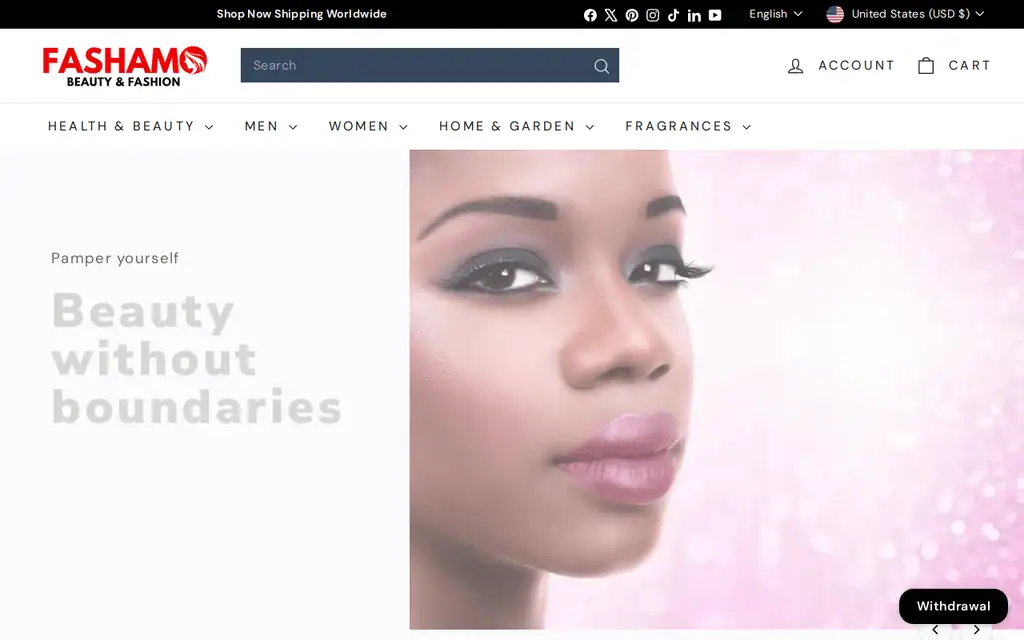 Shop Now Shipping Worldwide
English
United States (USD $)
FASHAMO
BEAUTY & FASHION
Search
ACCOUNT
CART
HEALTH & BEAUTY
MEN
WOMEN
HOME & GARDEN
FRAGRANCES
Pamper yourself
Beauty
without
boundaries
Withdrawal